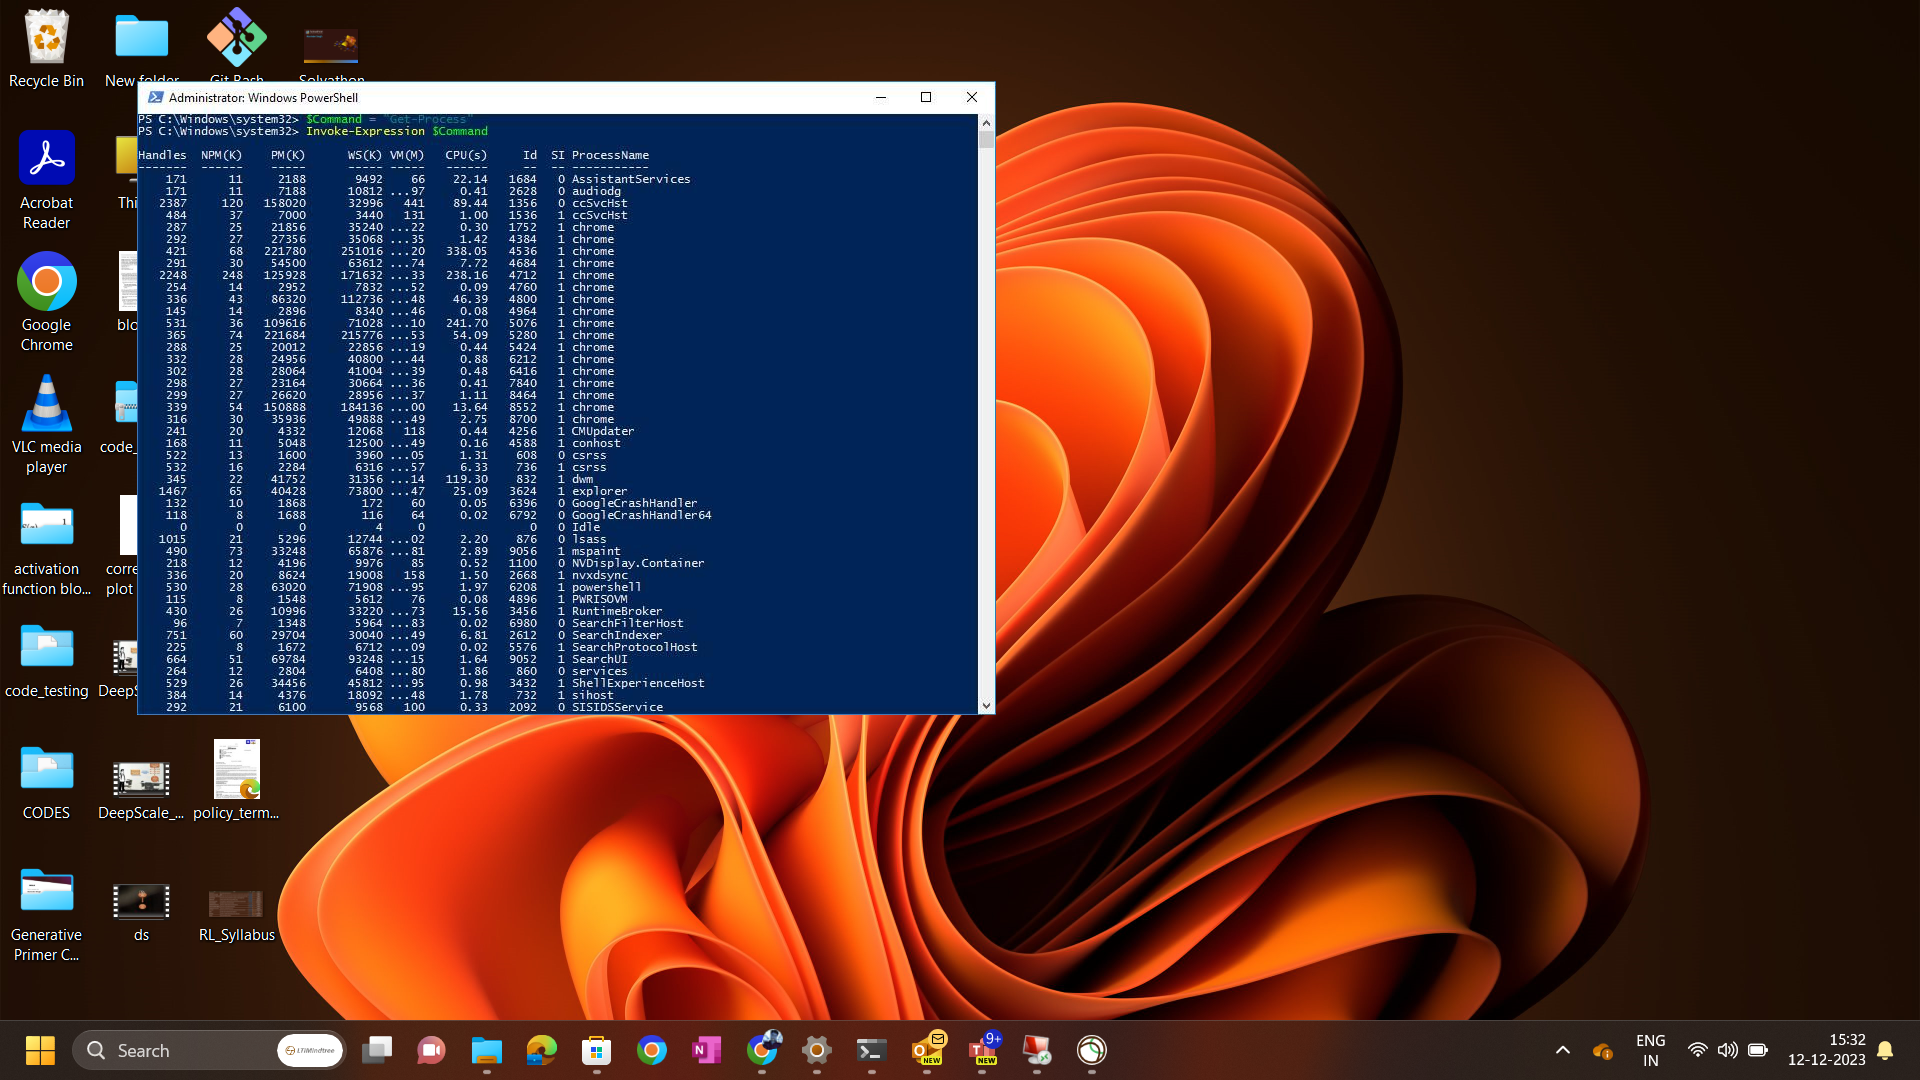 Recycle Bin
New folder
Git Bash
Solvathon
Administrator: Windows PowerShell
PS C:\Windows\system32> $Command = "Get-Process"
PS C:\Windows\system32> Invoke-Expression $Command
Handles NPM(K) PM(K) WS(K) VM(M) CPU(s) Id SI ProcessName
------- ------ ----- ----- ----- ------ -- -- -----------
171 11 2188 9492 66 22.14 1684 0 AssistantServices
171 11 7188 10812 ...97 0.41 2628 0 audiodg
2387 120 158020 32996 441 89.44 1356 0 ccSvcHst
484 37 7000 3440 131 1.00 1536 1 ccSvcHst
287 25 21856 35240 ...22 0.30 1752 1 chrome
292 27 27356 35068 ...35 1.42 4384 1 chrome
421 68 221780 251016 ...20 338.05 4536 1 chrome
291 30 54500 63612 ...74 7.72 4684 1 chrome
2248 248 125928 171632 ...33 238.16 4712 1 chrome
254 14 2952 7832 ...52 0.09 4760 1 chrome
336 43 86320 112736 ...48 46.39 4800 1 chrome
145 14 2896 8340 ...46 0.08 4964 1 chrome
531 36 109616 71028 ...10 241.70 5076 1 chrome
365 74 221684 215776 ...53 54.09 5280 1 chrome
288 25 20012 22856 ...19 0.44 5424 1 chrome
332 28 24956 40800 ...44 0.88 6212 1 chrome
302 28 28064 41004 ...39 0.48 6416 1 chrome
298 27 23164 30664 ...36 0.41 7840 1 chrome
299 27 26620 28956 ...37 1.11 8464 1 chrome
339 54 150888 184136 ...00 13.64 8552 1 chrome
316 30 35936 49888 ...49 2.75 8700 1 chrome
241 20 4332 12068 118 0.44 4256 1 CMUpdater
168 11 5048 12500 ...49 0.16 4588 1 conhost
522 13 1600 3960 ...05 1.31 608 0 csrss
532 16 2284 6316 ...57 6.33 736 1 csrss
345 22 41752 31356 ...14 119.30 832 1 dwm
1467 65 40428 73800 ...47 25.09 3624 1 explorer
132 10 1868 172 60 0.05 6396 0 GoogleCrashHandler
118 8 1688 116 64 0.02 6792 0 GoogleCrashHandler64
0 0 0 4 0 0 0 Idle
1015 21 5296 12744 ...02 2.20 876 0 lsass
490 73 33248 65876 ...81 2.89 9056 1 mspaint
218 12 4196 9976 85 0.52 1100 0 NVDisplay.Container
336 20 8624 19008 158 1.50 2668 1 nvxdsync
530 28 63020 71908 ...95 1.97 6208 1 powershell
115 8 1548 5612 76 0.08 4896 1 PWRISOVM
430 26 10996 33220 ...73 15.56 3456 1 RuntimeBroker
96 7 1348 5964 ...83 0.02 6980 0 SearchFilterHost
751 60 29704 30040 ...49 6.81 2612 0 SearchIndexer
225 8 1672 6712 ...09 0.02 5576 1 SearchProtocolHost
664 51 69784 93248 ...15 1.64 9052 1 SearchUI
264 12 2804 6408 ...80 1.86 860 0 services
529 26 34456 45812 ...95 0.98 3432 1 ShellExperienceHost
384 14 4376 18092 ...48 1.78 732 1 sihost
292 21 6100 9568 100 0.33 2092 0 SISIDSService
Acrobat
Reader
Thi
Google
Chrome
blo
VLC media
player
code_
activation
function blo...
corre
plot
code_testing
DeepS
CODES
DeepScale_...
policy_term...
Generative
Primer C...
ds
RL_Syllabus
Search
LTIMindtree
NEW
9+
NEW
ENG
IN
15:32
12-12-2023